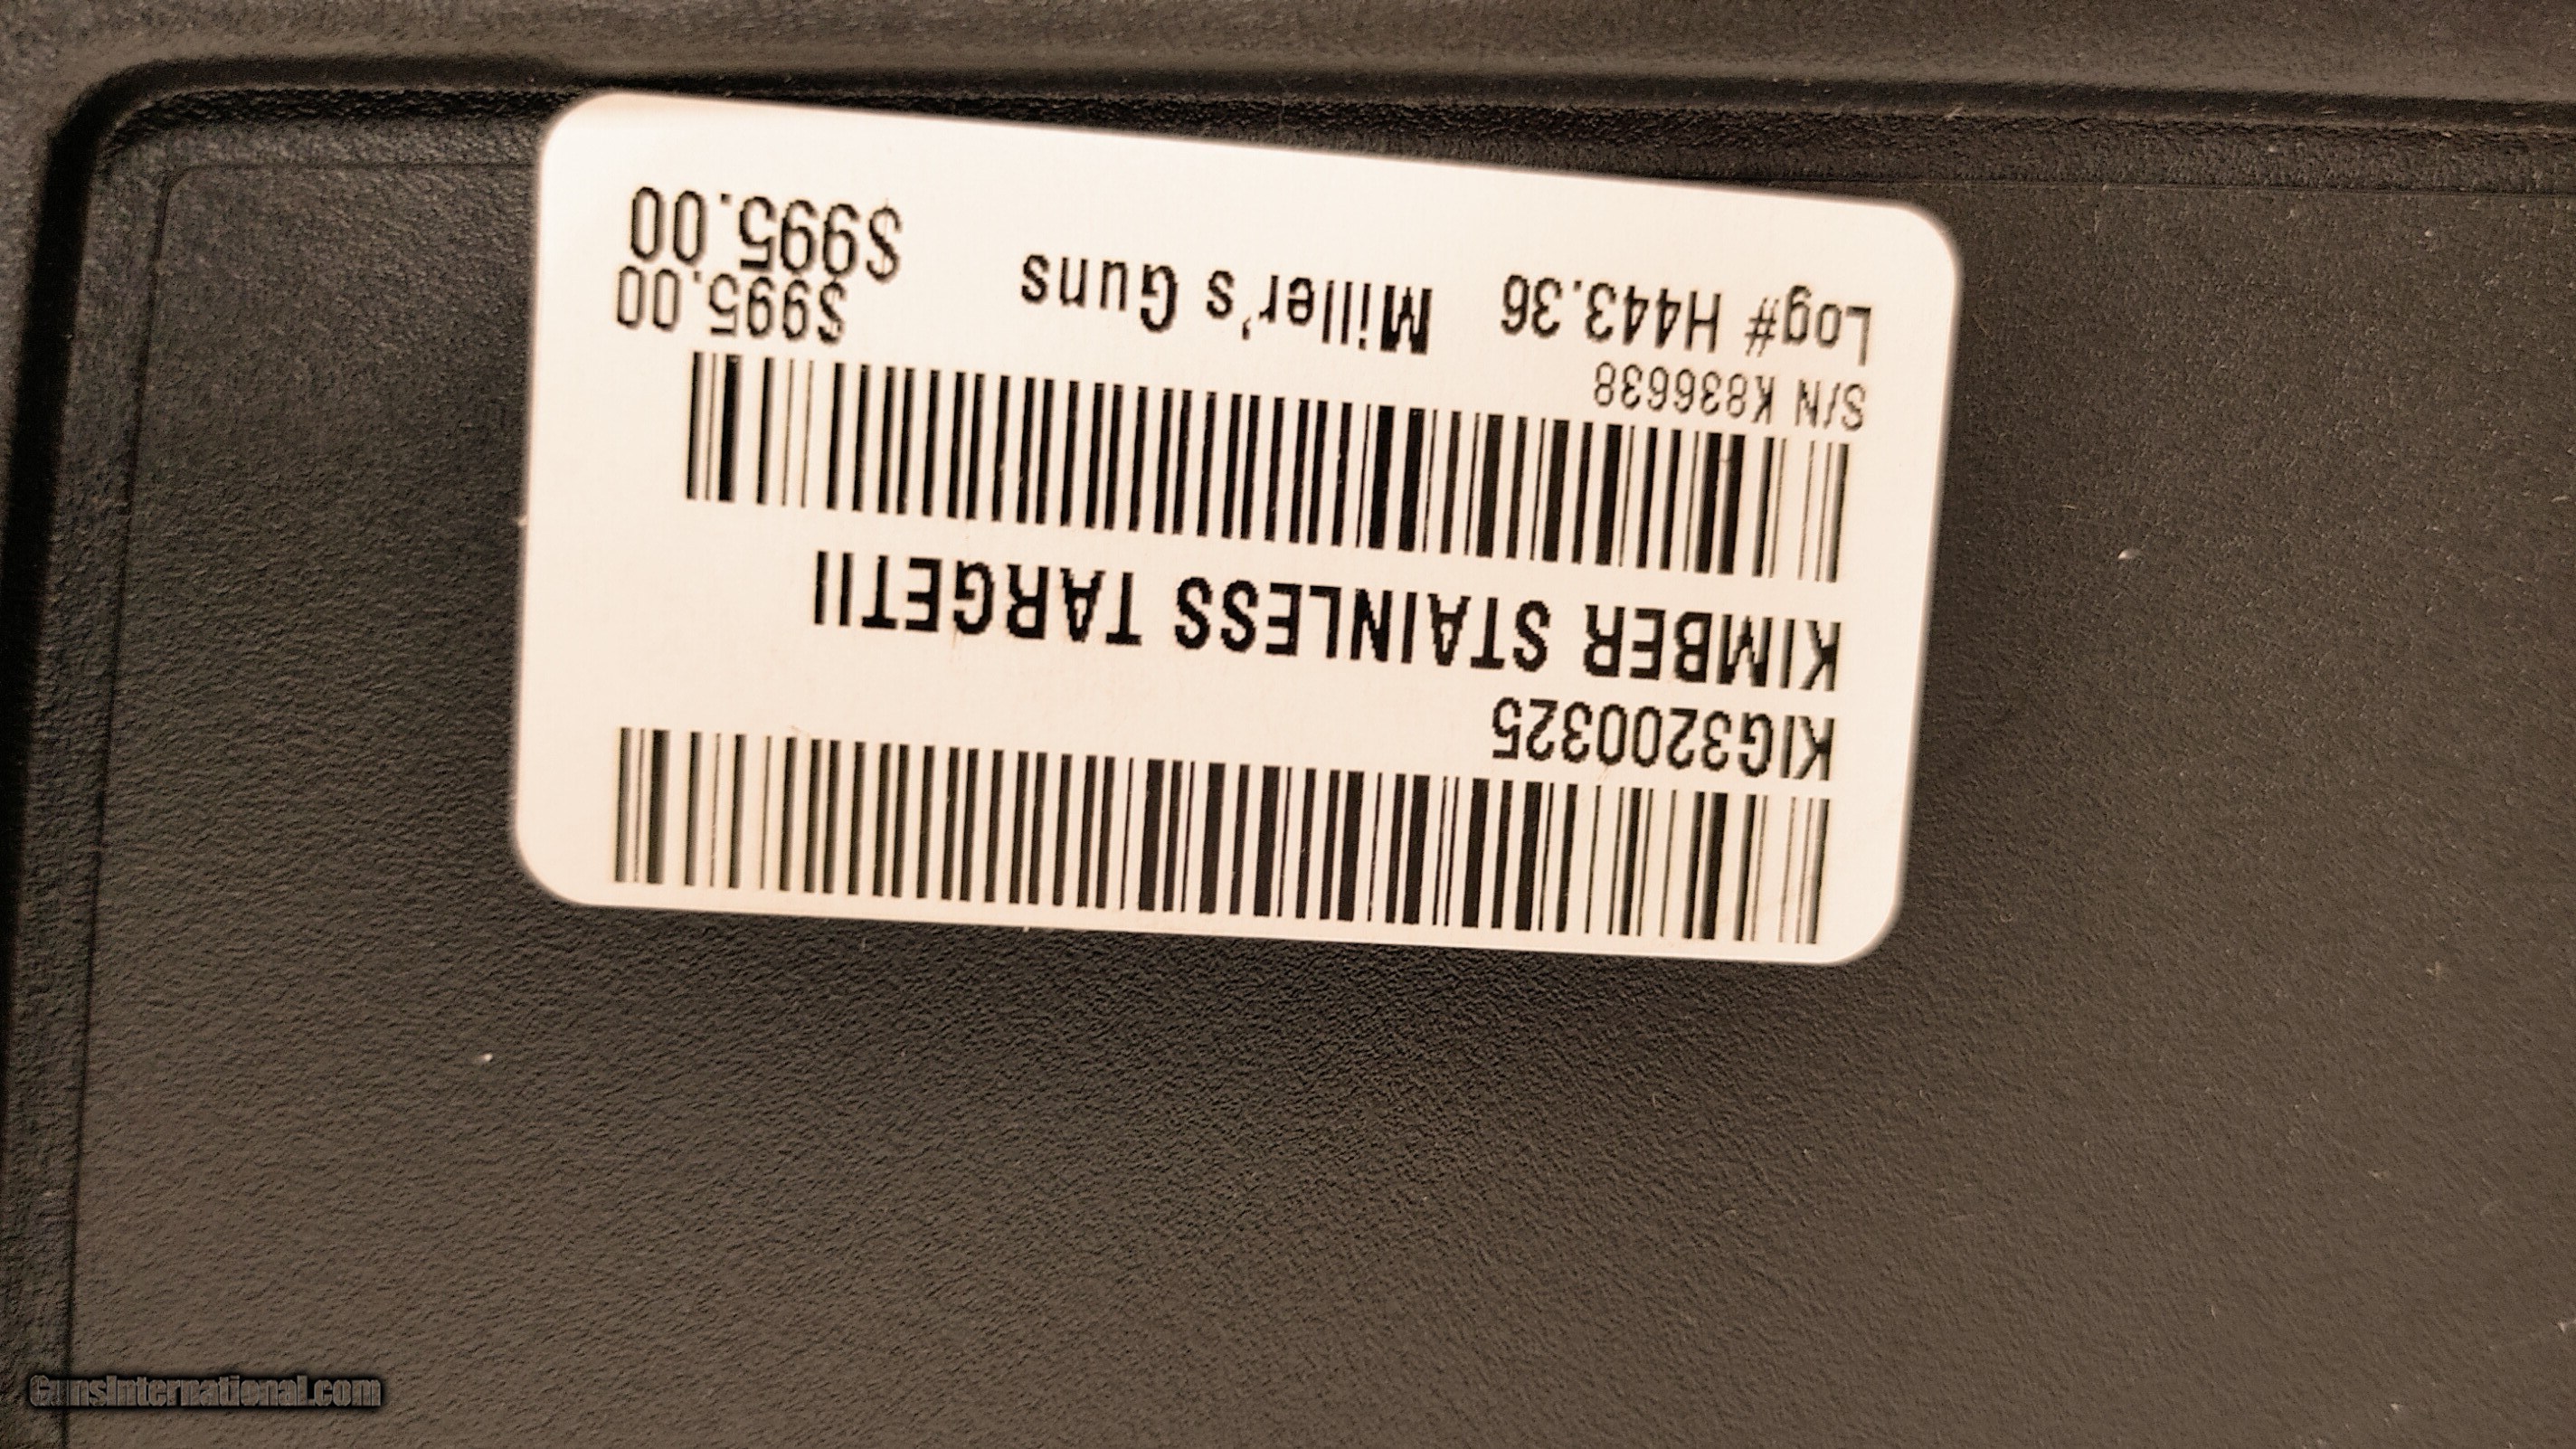 KIG3200325
KIMBER STAINLESS TARGETII
S/N K836638 $995.00
Log# H443.36 Miller's Guns $995.00
GunsInternational.com